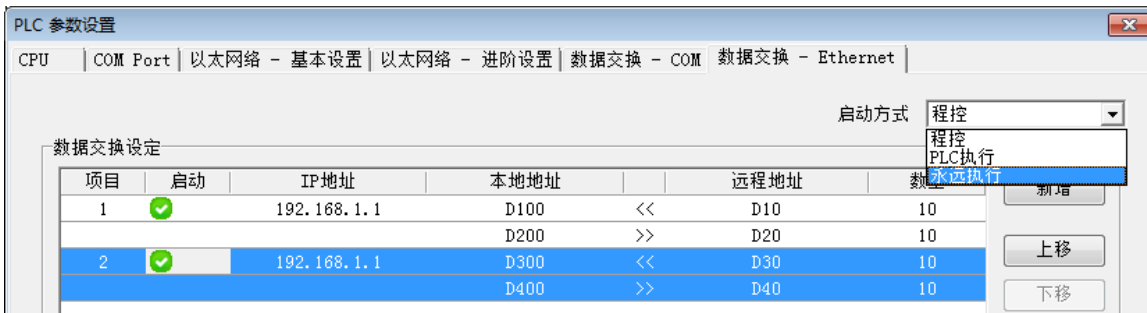 PLC 参数设置
CPU COM Port 以太网络 - 基本设置 以太网络 - 进阶设置 数据交换 - COM 数据交换 - Ethernet
启动方式 程控
程控
PLC执行
永远执行
数据交换设定
项目 启动 IP地址 本地地址 远程地址
新增
1 192.168.1.1 D100 << D10 10
D200 >> D20 10
上移
2 192.168.1.1 D300 << D30 10
D400 >> D40 10
下移